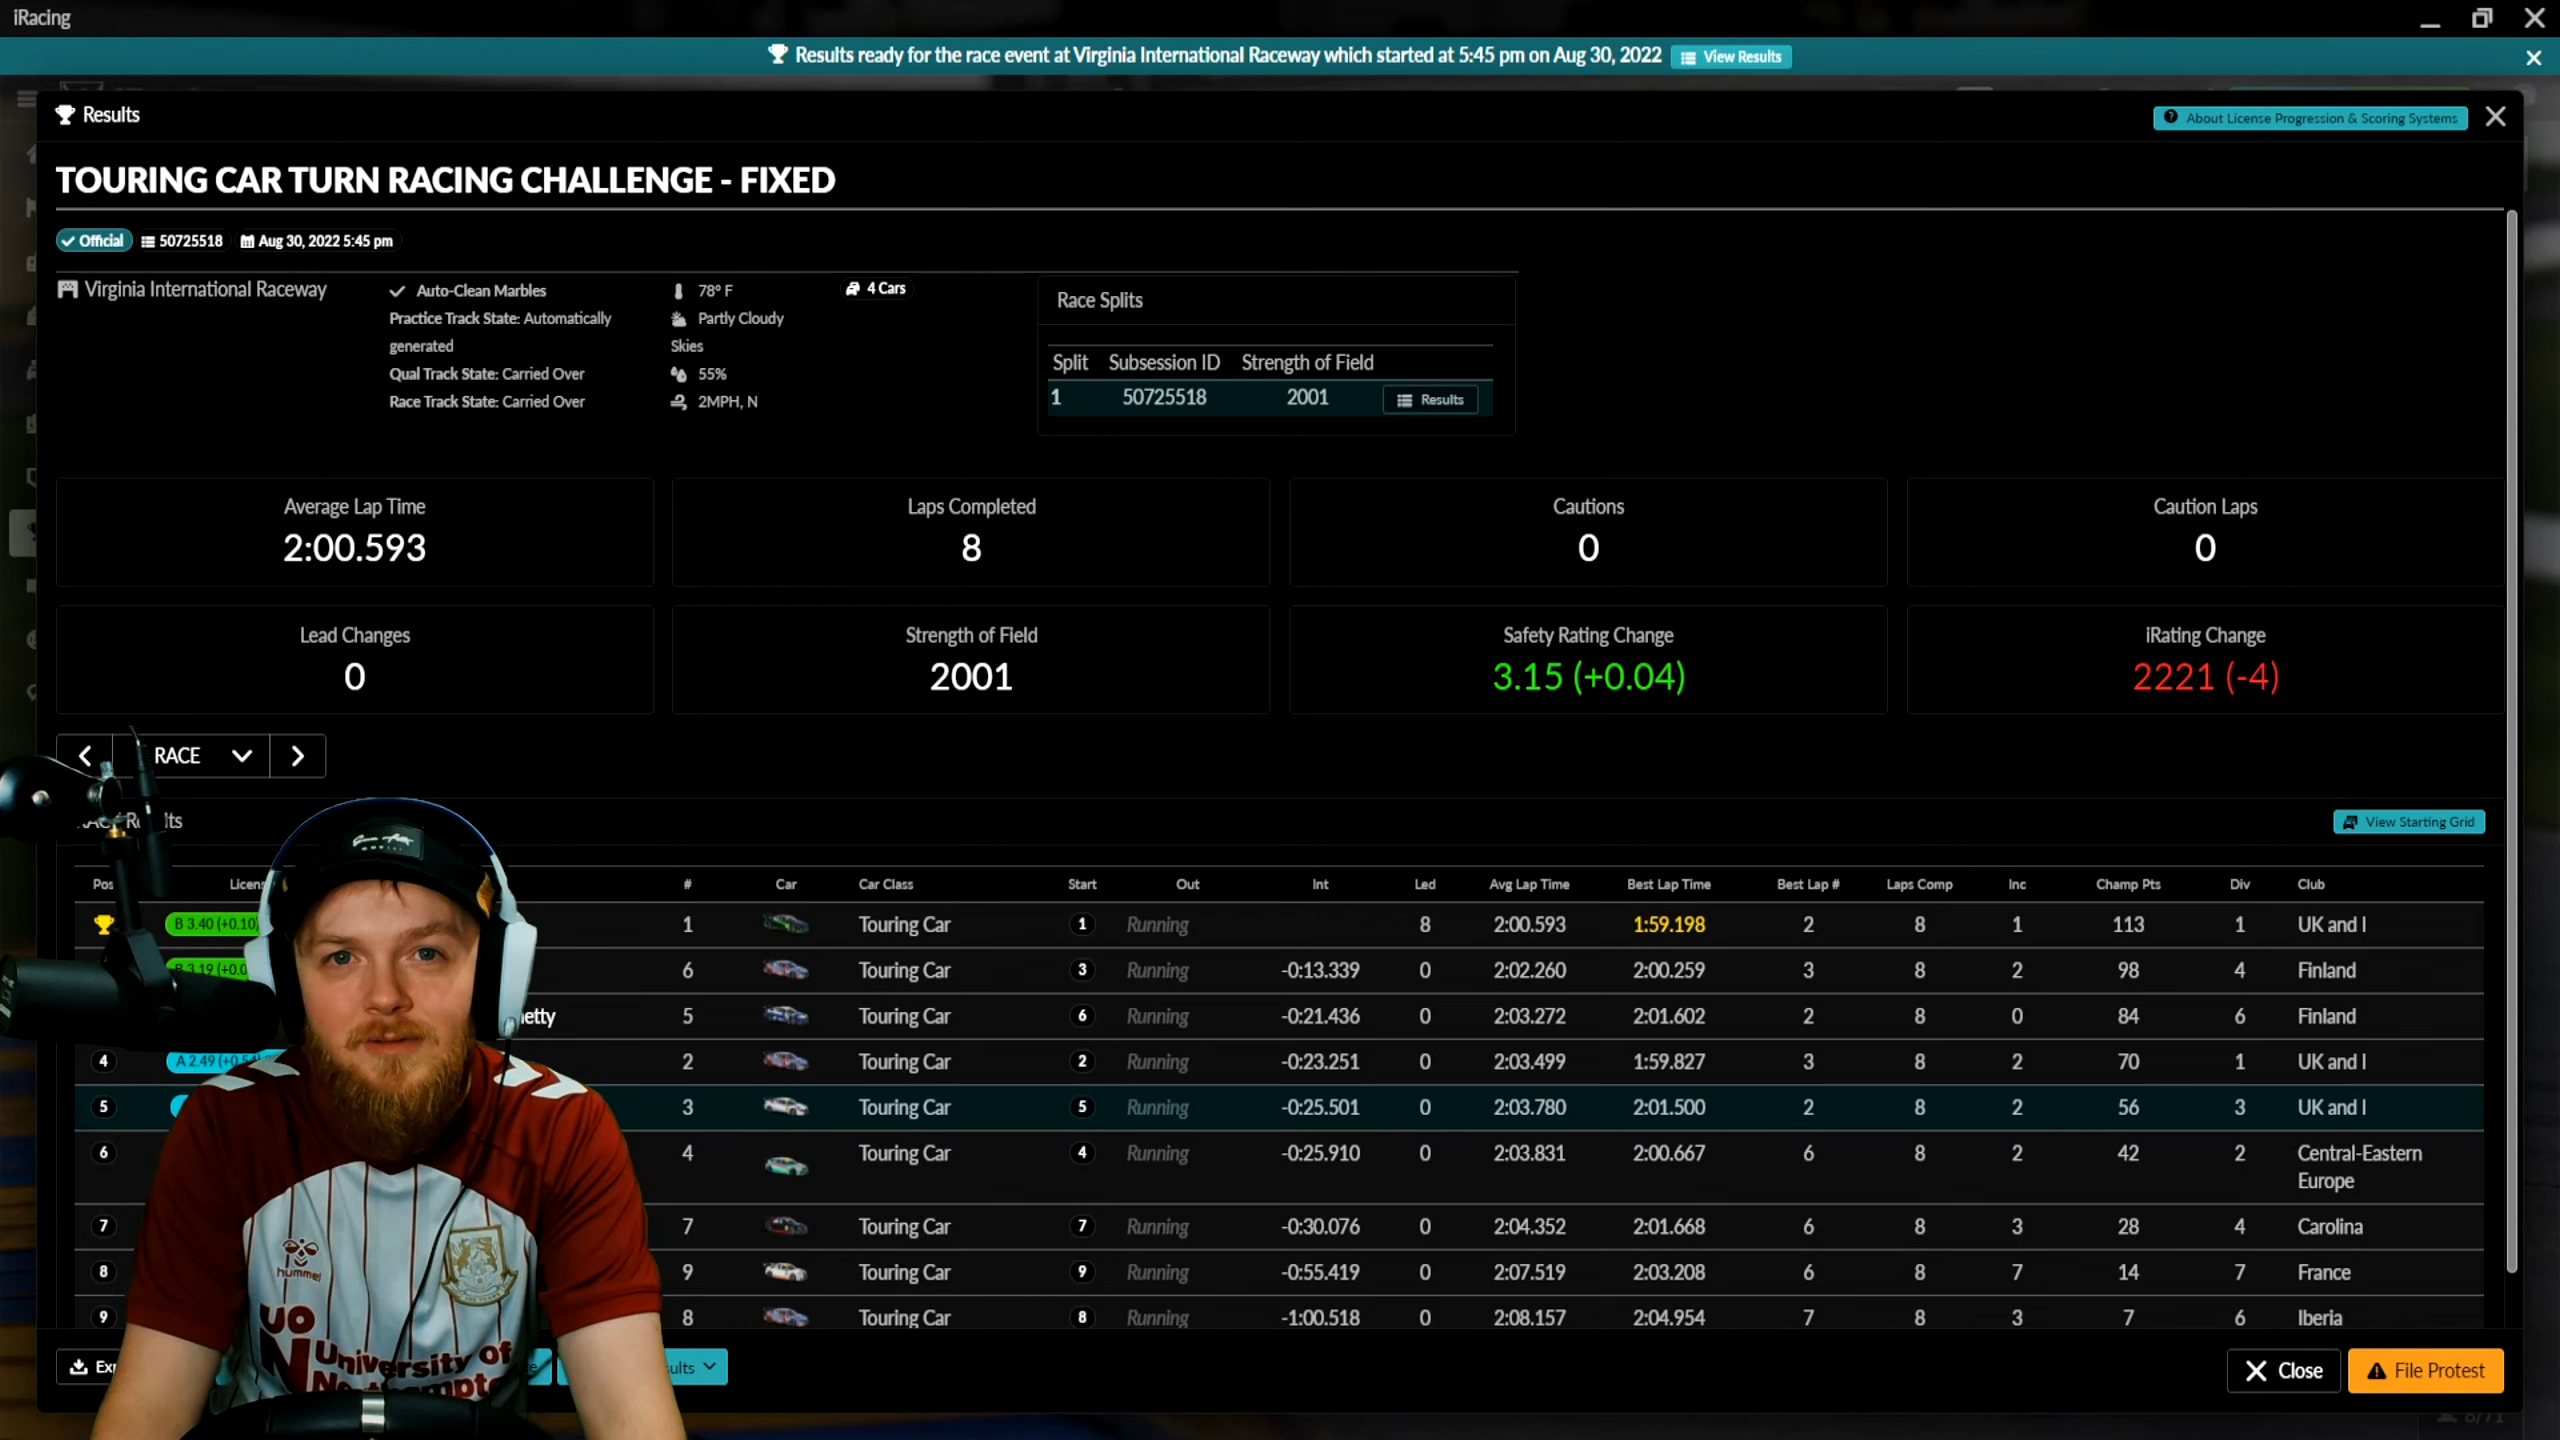 iRacing
Results ready for the race event at Virginia International Raceway which started at 5:45 pm on Aug 30, 2022 View Results
Results
About License Progression & Scoring Systems
TOURING CAR TURN RACING CHALLENGE - FIXED
Official 50725518 Aug 30, 2022 5:45 pm
Virginia International Raceway
Auto-Clean Marbles
Practice Track State: Automatically
generated
Qual Track State: Carried Over
Race Track State: Carried Over
78° F
Partly Cloudy
Skies
55%
2MPH, N
4 Cars
Race Splits
Split Subsession ID Strength of Field
1 50725518 2001 Results
Average Lap Time
2:00.593
Laps Completed
8
Cautions
0
Caution Laps
0
Lead Changes
0
Strength of Field
2001
Safety Rating Change
3.15 (+0.04)
iRating Change
2221 (-4)
RACE
View Starting Grid
# Car Car Class Start Out Int Led Avg Lap Time Best Lap Time Best Lap # Laps Comp Inc Champ Pts Div Club
B 3.40 (+0.10) 1 Touring Car 1 Running 8 2:00.593 1:59.198 2 8 1 113 1 UK and I
B 3.19 6 Touring Car 3 Running -0:13.339 0 2:02.260 2:00.259 3 8 2 98 4 Finland
5 Touring Car 6 Running -0:21.436 0 2:03.272 2:01.602 2 8 0 84 6 Finland
4 A 2.49 2 Touring Car 2 Running -0:23.251 0 2:03.499 1:59.827 3 8 2 70 1 UK and I
5 3 Touring Car 5 Running -0:25.501 0 2:03.780 2:01.500 2 8 2 56 3 UK and I
6 4 Touring Car 4 Running -0:25.910 0 2:03.831 2:00.667 6 8 2 42 2 Central-Eastern
Europe
7 7 Touring Car 7 Running -0:30.076 0 2:04.352 2:01.668 6 8 3 28 4 Carolina
8 9 Touring Car 9 Running -0:55.419 0 2:07.519 2:03.208 6 8 7 14 7 France
9 8 Touring Car 8 Running -1:00.518 0 2:08.157 2:04.954 7 8 3 7 6 Iberia
Close File Protest
hummel
UO
N University of